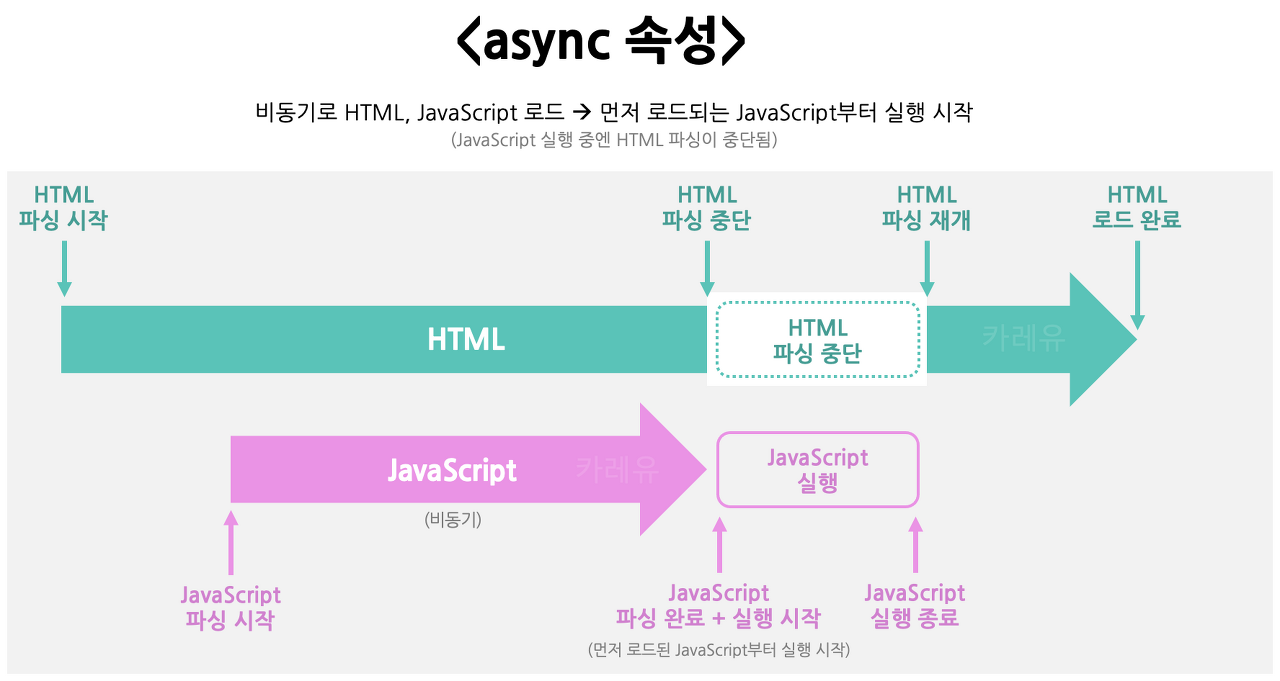 <async 속성>
비동기로 HTML, JavaScript 로드 → 먼저 로드되는 JavaScript부터 실행 시작
(JavaScript 실행 중엔 HTML 파싱이 중단됨)
HTML
파싱 시작
HTML
파싱 중단
HTML
파싱 재개
HTML
로드 완료
HTML
HTML
파싱 중단
카레유
JavaScript
카레유
(비동기)
JavaScript
실행
JavaScript
파싱 시작
JavaScript
파싱 완료 + 실행 시작
(먼저 로드된 JavaScript부터 실행 시작)
JavaScript
실행 종료